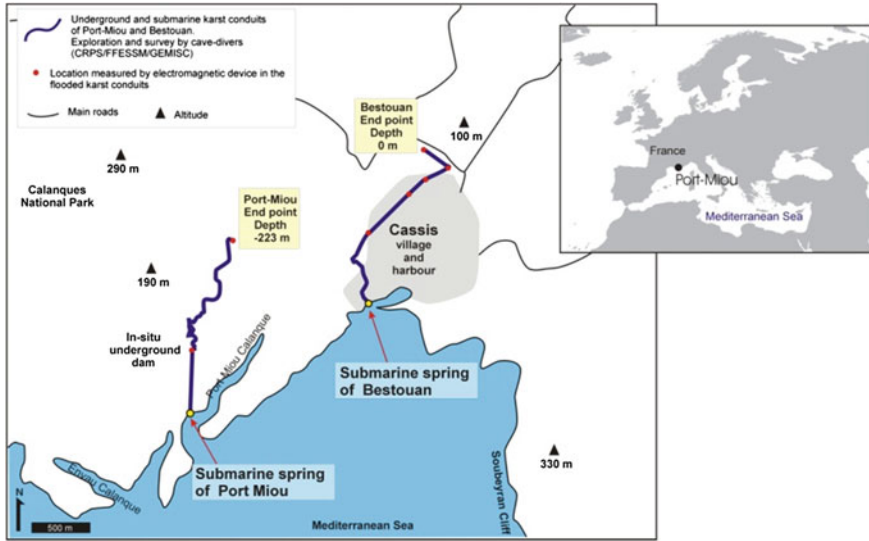 Underground and submarine karst conduits
of Port-Miou and Bestouan.
Exploration and survey by cave-divers
(CRPS/FFESSM/GEMISC)
Location measured by electromagnetic device in the
flooded karst conduits
Main roads
Altitude
Bestouan
End point
Depth
0 m
100 m
290 m
Calanques
National Park
Port-Miou
End point
Depth
-223 m
Cassis
village
and
harbour
190 m
In-situ
underground
dam
Port-Miou Calanque
Submarine spring
of Bestouan
Submarine spring
of Port Miou
Envau Calanque
330 m
Soubeyran Cliff
N
500 m
Mediterranean Sea
France
Port-Miou
Mediterranean Sea